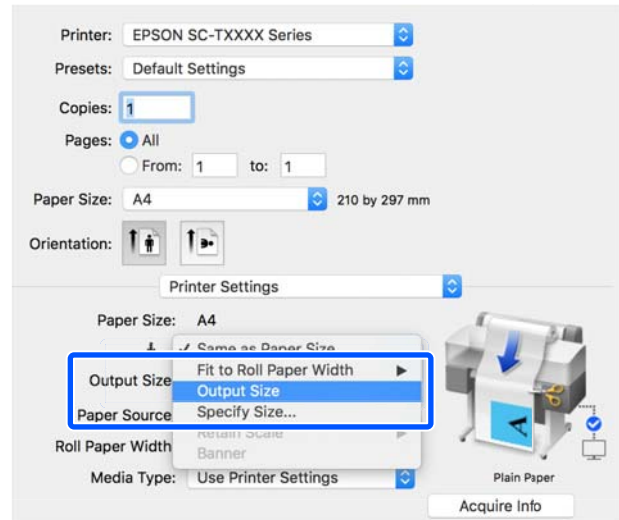 Printer: EPSON SC-TXXXX Series
Presets: Default Settings
Copies: 1
Pages: All
From: 1 to: 1
Paper Size: A4 210 by 297 mm
Orientation:
Printer Settings
Paper Size: A4
Same as Paper Size
Fit to Roll Paper Width
Output Size
Output Size
Paper Source
Specify Size...
Retain Scale
Roll Paper Width
Banner
Media Type: Use Printer Settings
Plain Paper
Acquire Info